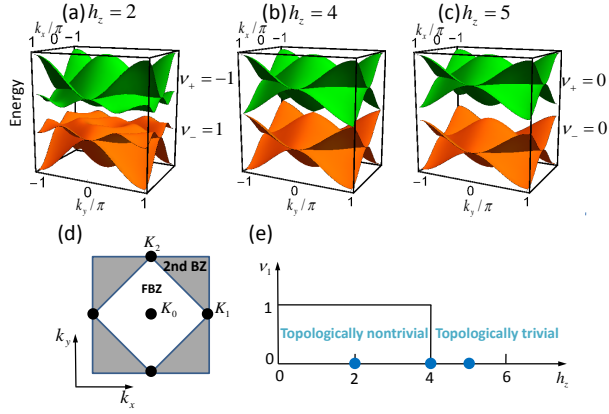 (a) h_z = 2
(b) h_z = 4
(c) h_z = 5
k_x/π
1 0 −1
k_x/π
1 0 −1
k_x/π
1 0 −1
Energy
ν_+ = −1
ν_− = 1
ν_+ = 0
ν_− = 0
−1 0 1
k_y/π
−1 0 1
k_y/π
−1 0 1
k_y/π
(d)
K_2
2nd BZ
FBZ
K_0
K_1
k_y
k_x
(e)
ν_1
1
Topologically nontrivial
Topologically trivial
0
0 2 4 6 h_z